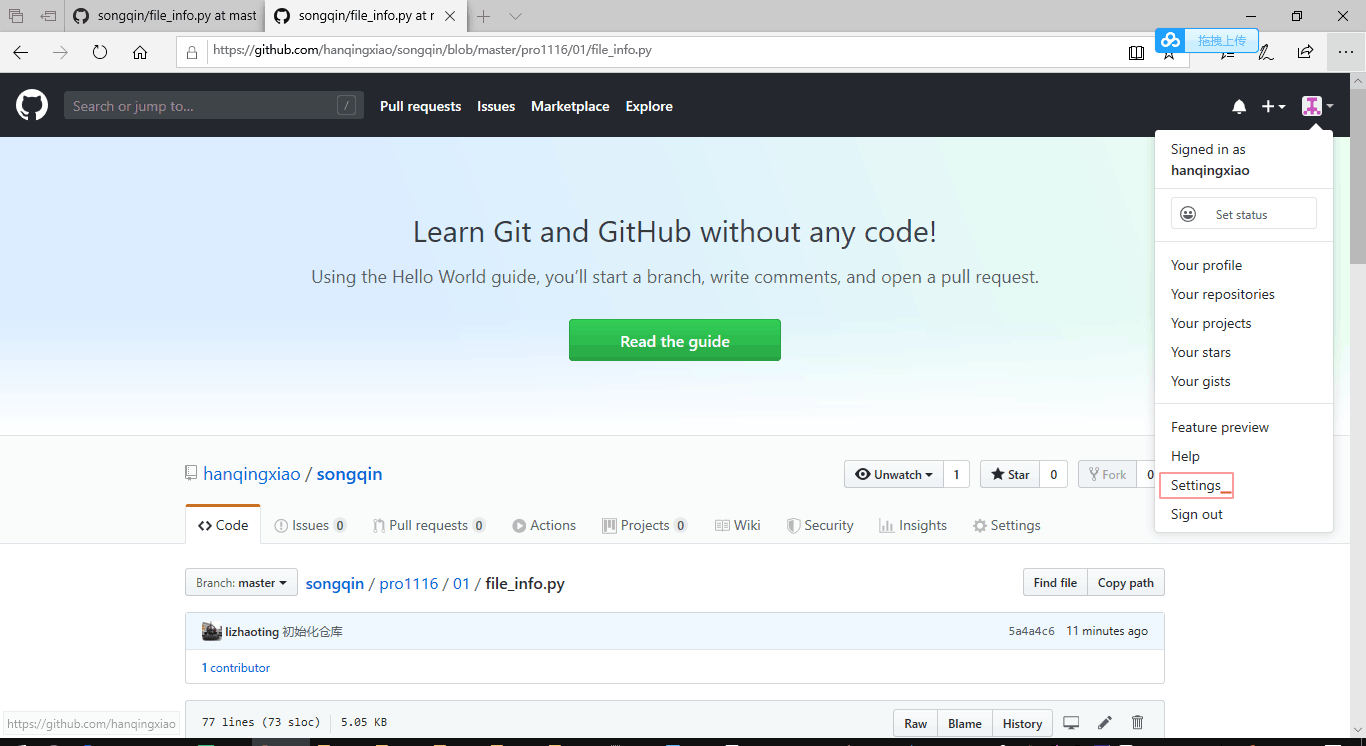 songqin/file_info.py at mast
songqin/file_info.py at r
https://github.com/hanqingxiao/songqin/blob/master/pro1116/01/file_info.py
拖拽上传
Search or jump to...
/
Pull requests
Issues
Marketplace
Explore
Signed in as
hanqingxiao
Set status
Your profile
Your repositories
Your projects
Your stars
Your gists
Feature preview
Help
Settings
Sign out
Learn Git and GitHub without any code!
Using the Hello World guide, you’ll start a branch, write comments, and open a pull request.
Read the guide
hanqingxiao / songqin
Unwatch 1
Star 0
Fork 0
Code
Issues 0
Pull requests 0
Actions
Projects 0
Wiki
Security
Insights
Settings
Branch: master
songqin / pro1116 / 01 / file_info.py
Find file
Copy path
lizhaoting 初始化仓库
5a4a4c6 11 minutes ago
1 contributor
77 lines (73 sloc) 5.05 KB
Raw
Blame
History
https://github.com/hanqingxiao